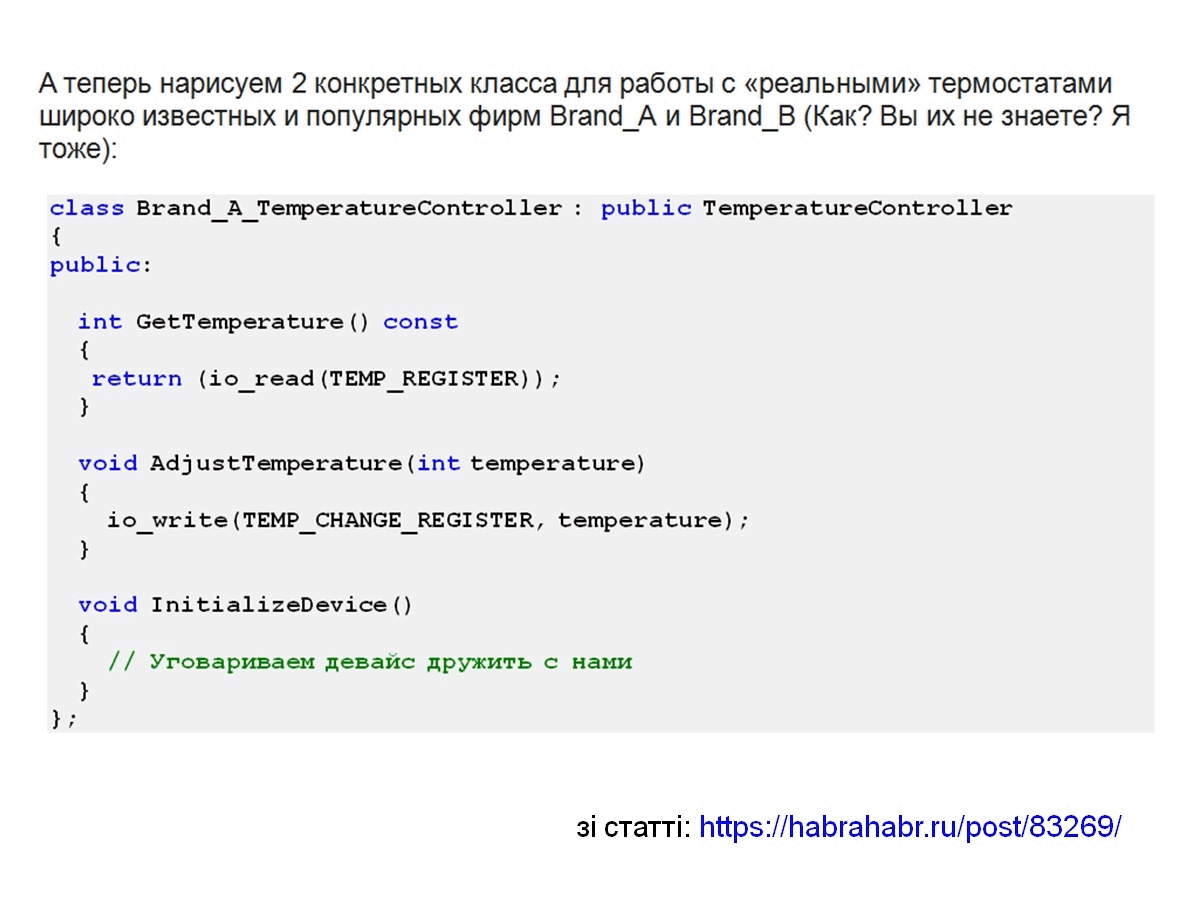 А теперь нарисуем 2 конкретных класса для работы с «реальными» термостатами
широко известных и популярных фирм Brand_A и Brand_B (Как? Вы их не знаете? Я
тоже):
class Brand_A_TemperatureController : public TemperatureController
{
public:
int GetTemperature() const
{
return (io_read(TEMP_REGISTER));
}
void AdjustTemperature(int temperature)
{
io_write(TEMP_CHANGE_REGISTER, temperature);
}
void InitializeDevice()
{
// Уговариваем девайс дружить с нами
}
};
зі статті: https://habrahabr.ru/post/83269/